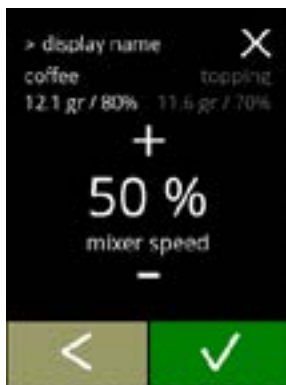 > display name X
coffee topping
12.1 gr / 80% 11.6 gr / 70%
+
50 %
mixer speed
-
< ✓